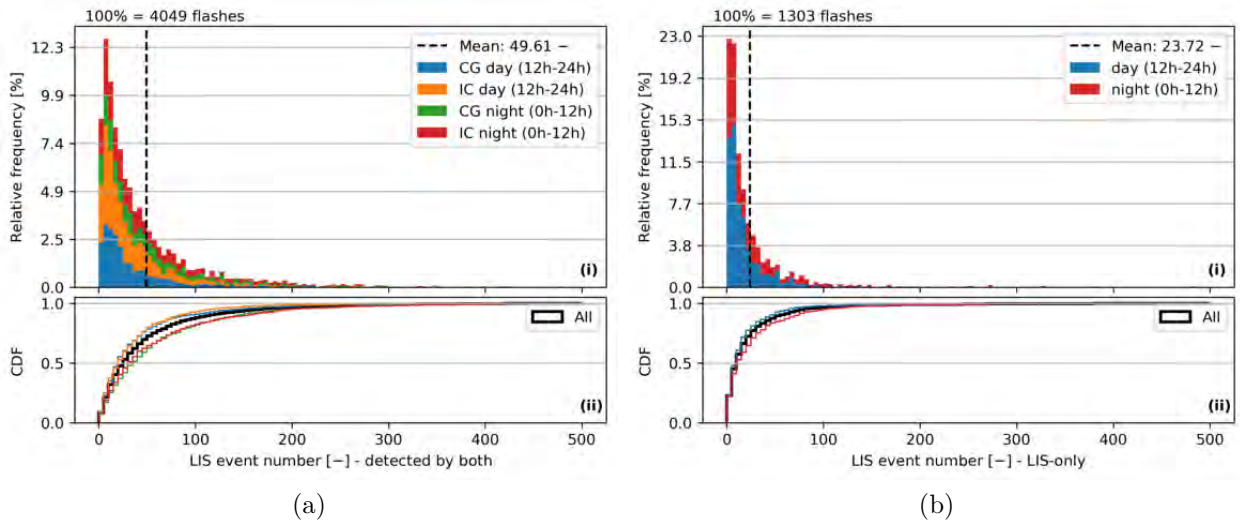 100% = 4049 flashes
12.3
9.9
7.4
4.9
2.5
0.0
Relative frequency [%]
Mean: 49.61 −
CG day (12h-24h)
IC day (12h-24h)
CG night (0h-12h)
IC night (0h-12h)
(i)
1.0
0.5
0.0
CDF
All
(ii)
0 100 200 300 400 500
LIS event number [−] - detected by both
(a)
100% = 1303 flashes
23.0
19.2
15.3
11.5
7.7
3.8
0.0
Relative frequency [%]
Mean: 23.72 −
day (12h-24h)
night (0h-12h)
(i)
1.0
0.5
0.0
CDF
All
(ii)
0 100 200 300 400 500
LIS event number [−] - LIS-only
(b)